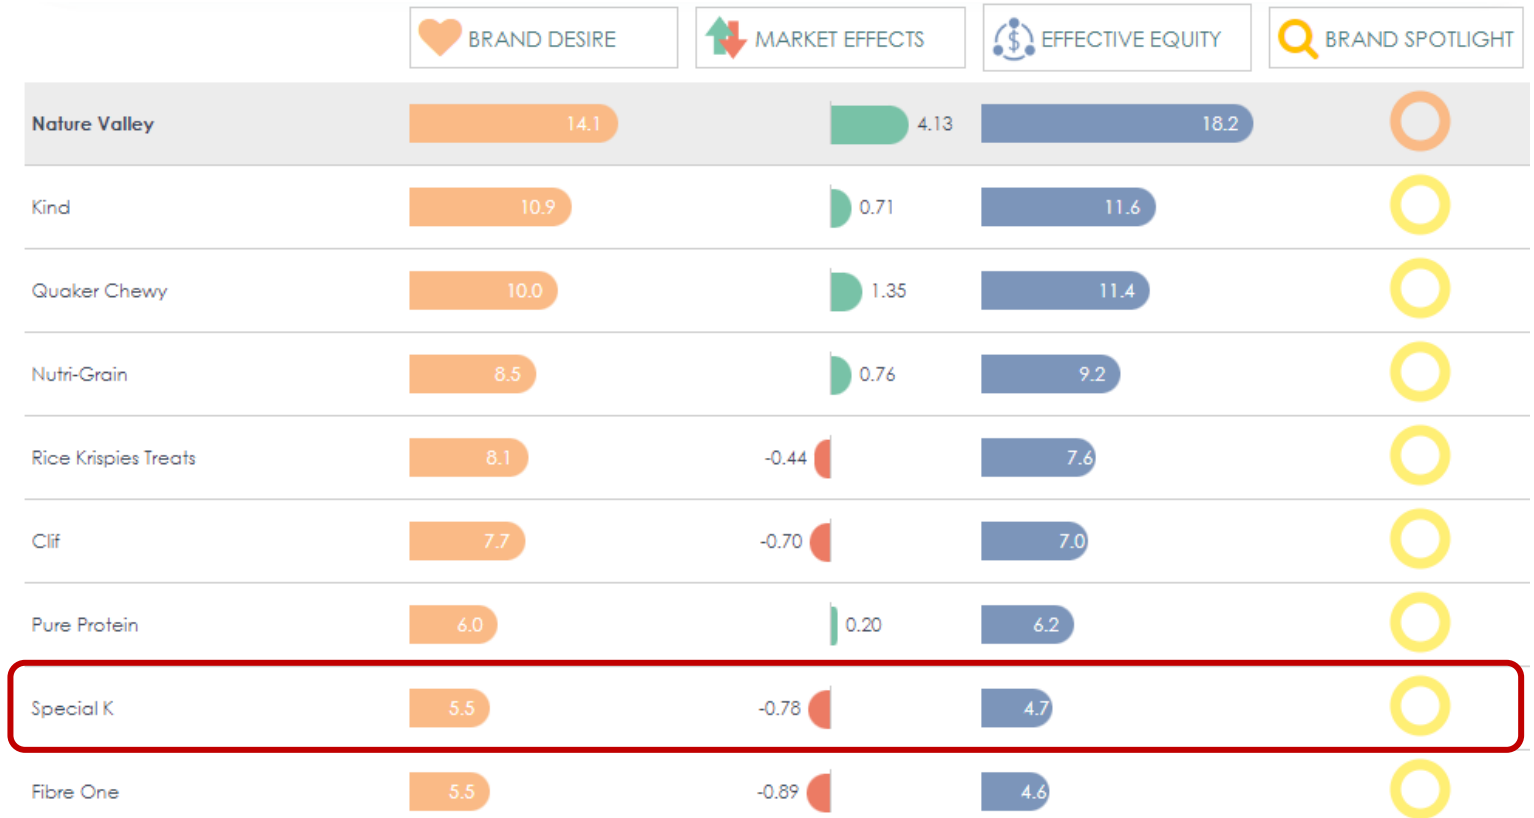 BRAND DESIRE MARKET EFFECTS EFFECTIVE EQUITY BRAND SPOTLIGHT
Nature Valley 14.1 4.13 18.2
Kind 10.9 0.71 11.6
Quaker Chewy 10.0 1.35 11.4
Nutri-Grain 8.5 0.76 9.2
Rice Krispies Treats 8.1 -0.44 7.6
Clif 7.7 -0.70 7.0
Pure Protein 6.0 0.20 6.2
Special K 5.5 -0.78 4.7
Fibre One 5.5 -0.89 4.6